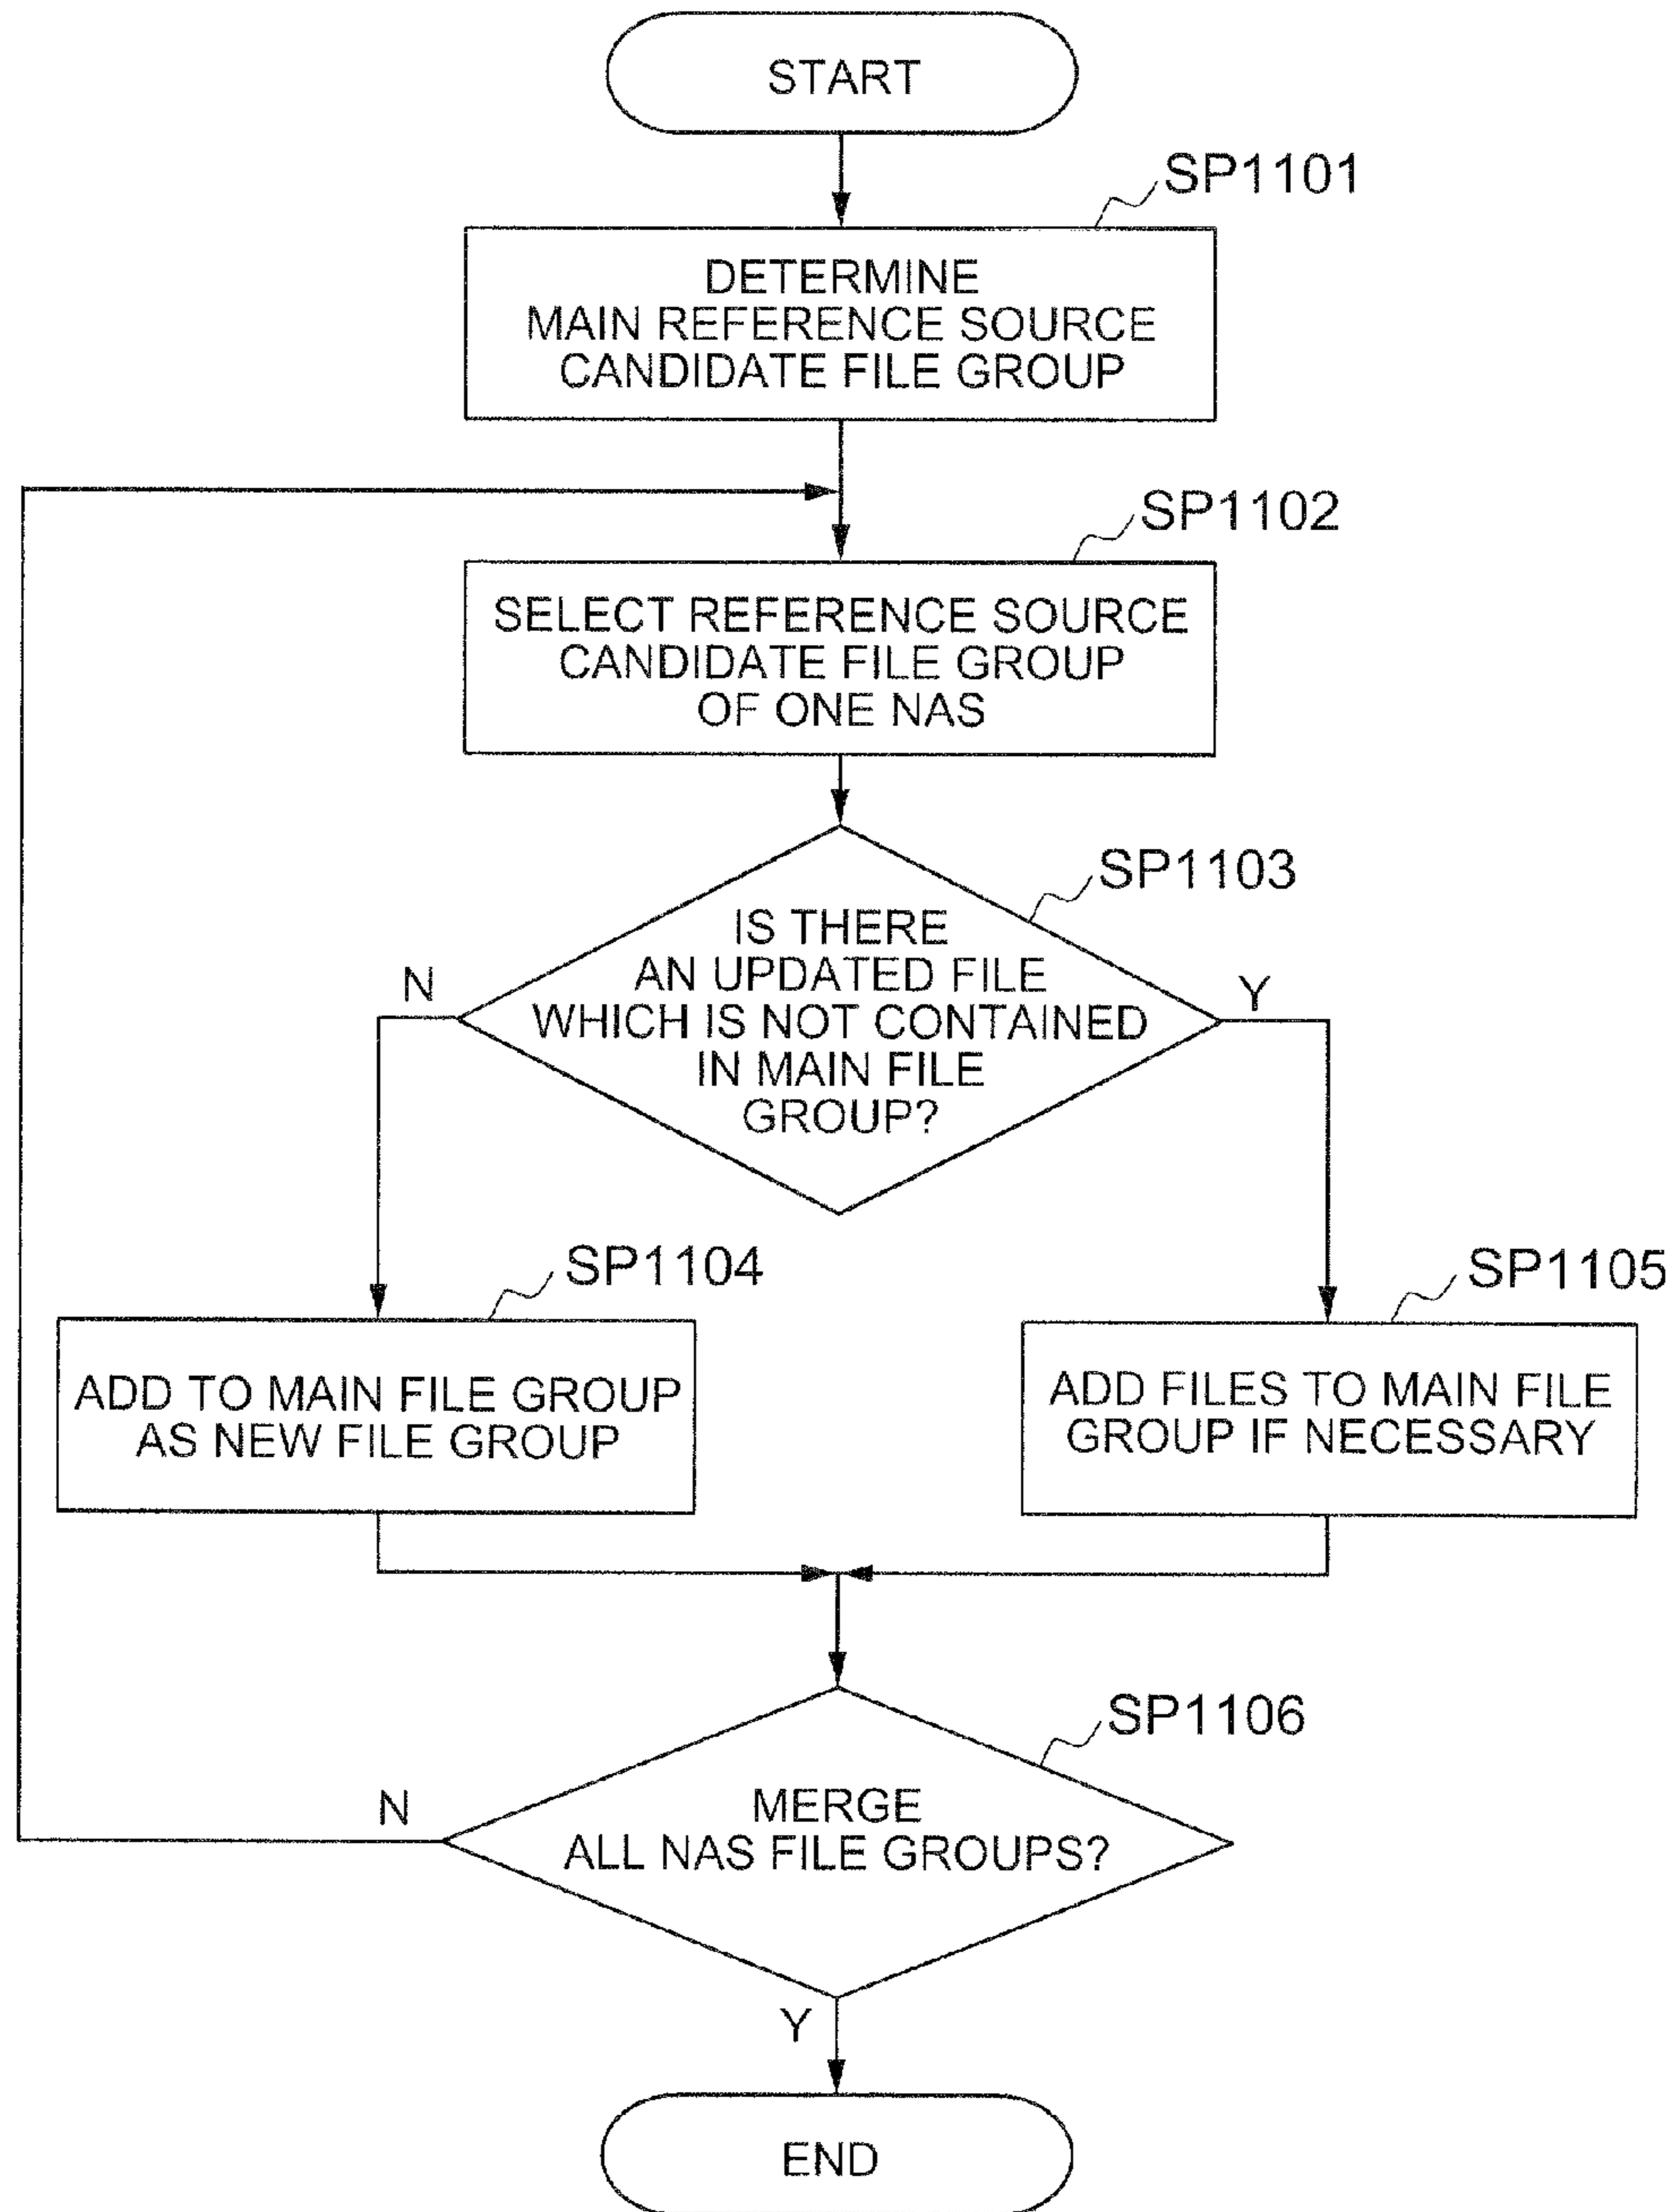 START
SP1101
DETERMINE
MAIN REFERENCE SOURCE
CANDIDATE FILE GROUP
SP1102
SELECT REFERENCE SOURCE
CANDIDATE FILE GROUP
OF ONE NAS
SP1103
IS THERE
AN UPDATED FILE
WHICH IS NOT CONTAINED
IN MAIN FILE
GROUP?
N
Y
SP1104
ADD TO MAIN FILE GROUP
AS NEW FILE GROUP
SP1105
ADD FILES TO MAIN FILE
GROUP IF NECESSARY
SP1106
MERGE
ALL NAS FILE GROUPS?
N
Y
END